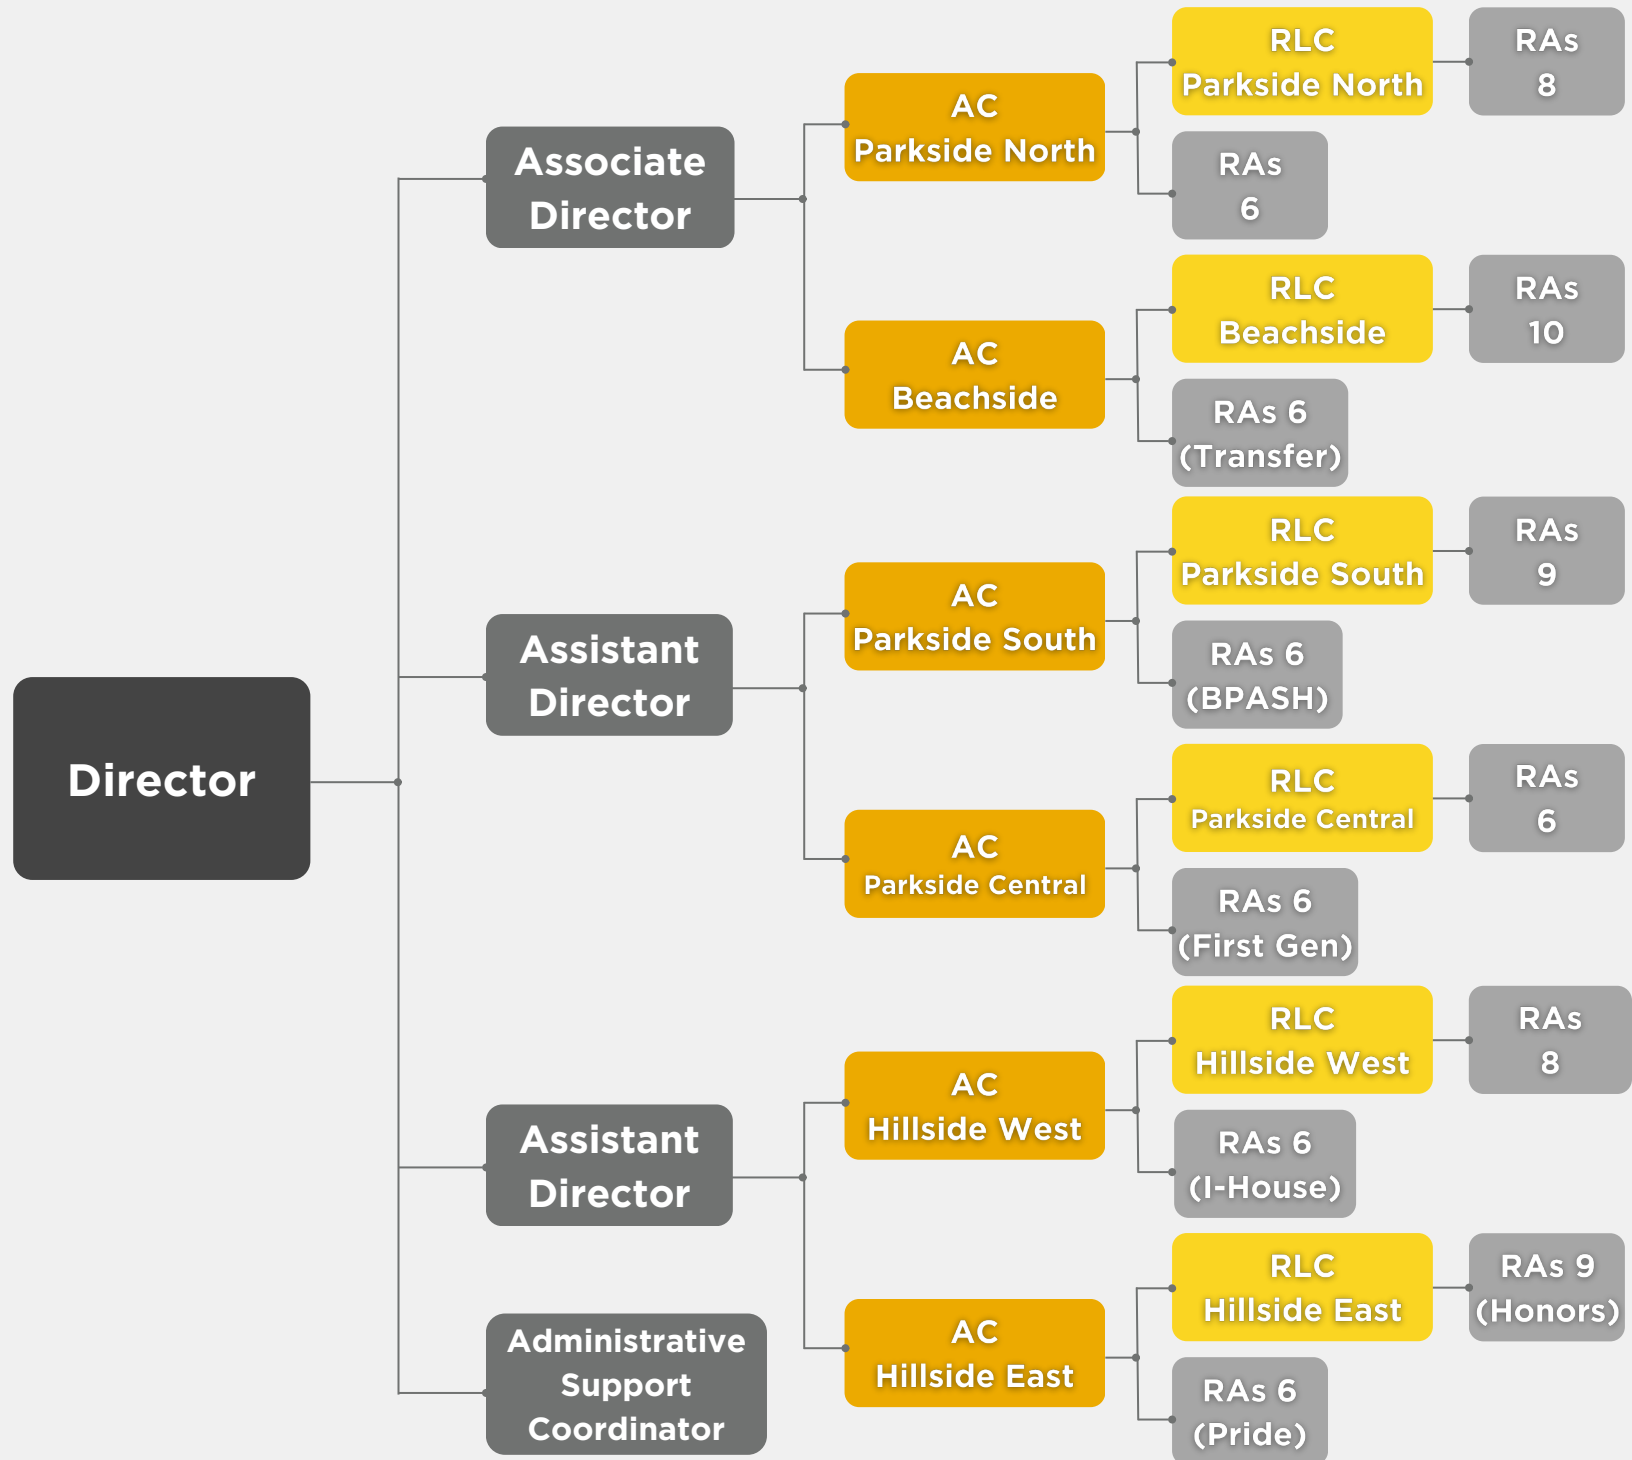 Director
Associate
Director
AC
Parkside North
RLC
Parkside North
RAs
8
RAs
6
AC
Beachside
RLC
Beachside
RAs
10
RAs 6
(Transfer)
Assistant
Director
AC
Parkside South
RLC
Parkside South
RAs
9
RAs 6
(BPASH)
AC
Parkside Central
RLC
Parkside Central
RAs
6
RAs 6
(First Gen)
Assistant
Director
AC
Hillside West
RLC
Hillside West
RAs
8
RAs 6
(I-House)
AC
Hillside East
RLC
Hillside East
RAs 9
(Honors)
RAs 6
(Pride)
Administrative
Support
Coordinator